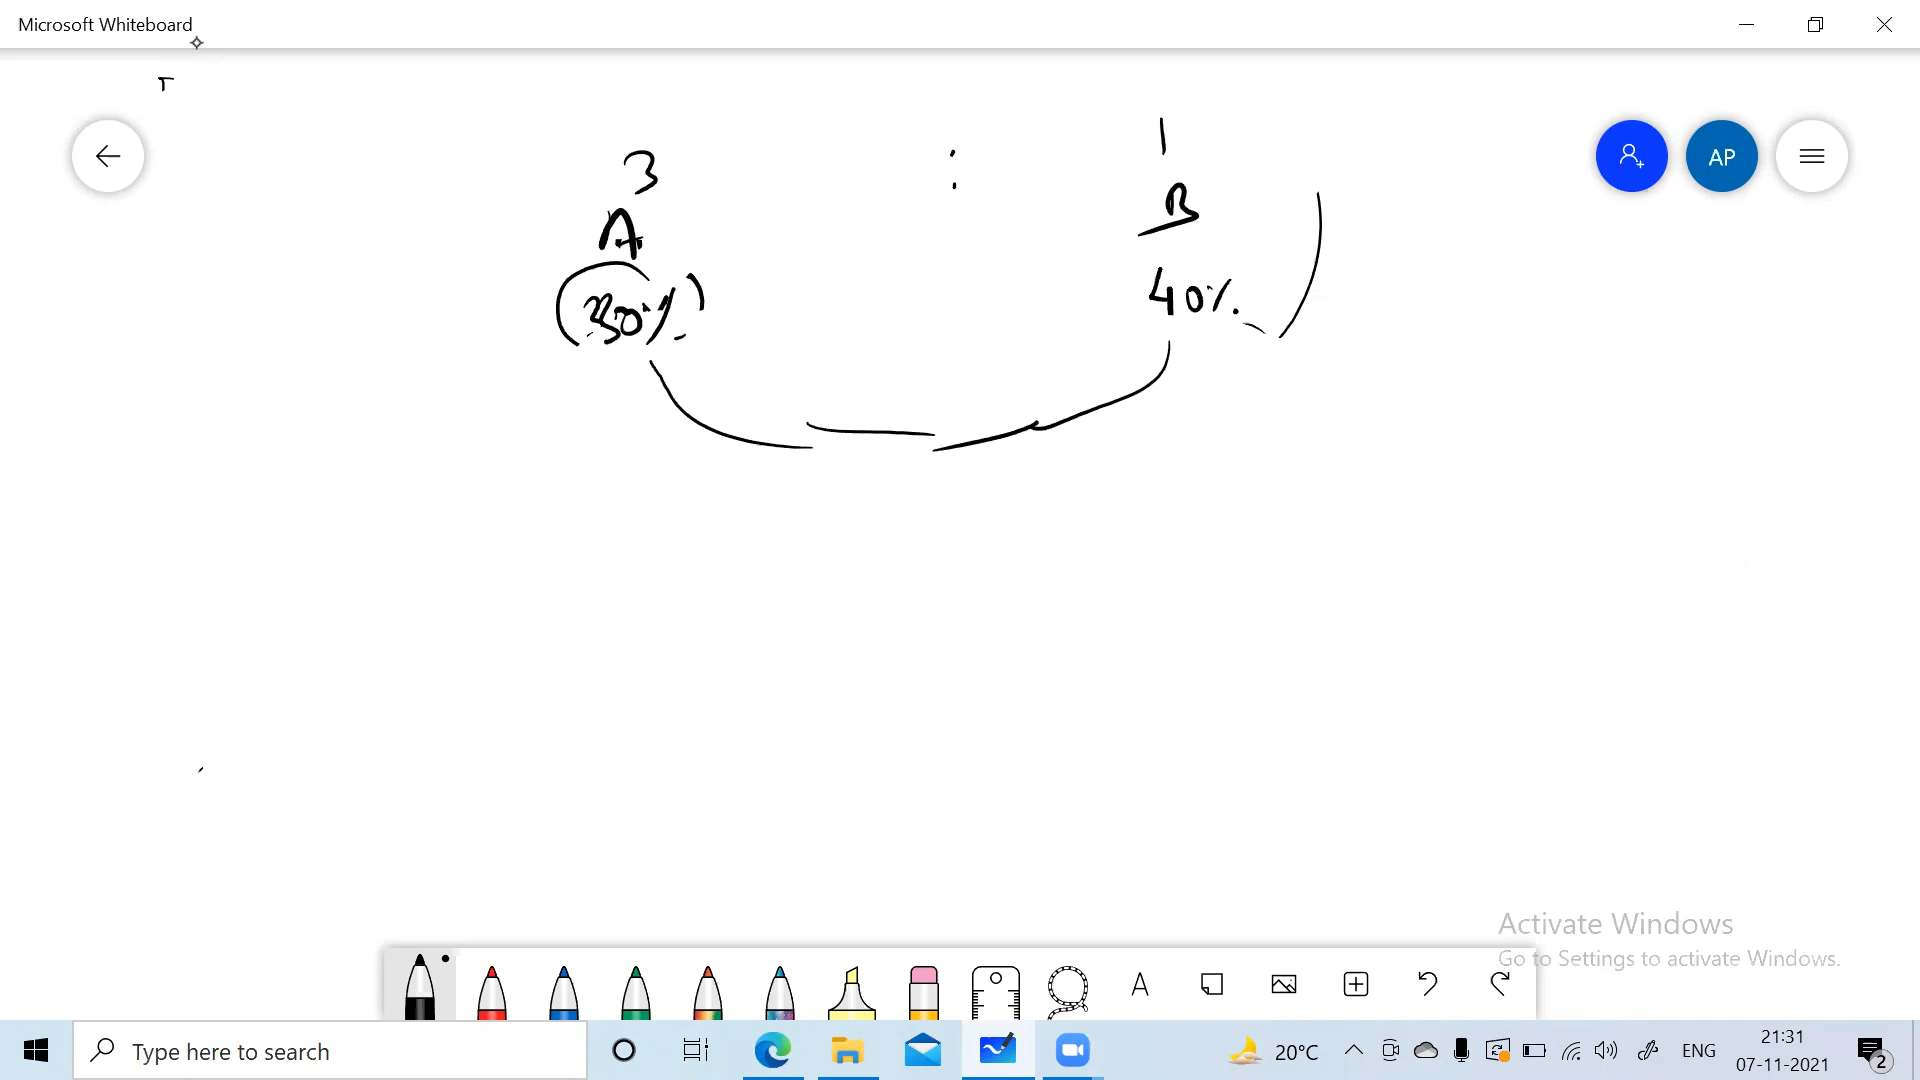 Microsoft Whiteboard
3 : 1
A B
30% 40%
AP
A
Activate Windows
Go to Settings to activate Windows.
Type here to search
20°C
ENG
21:31
07-11-2021
2